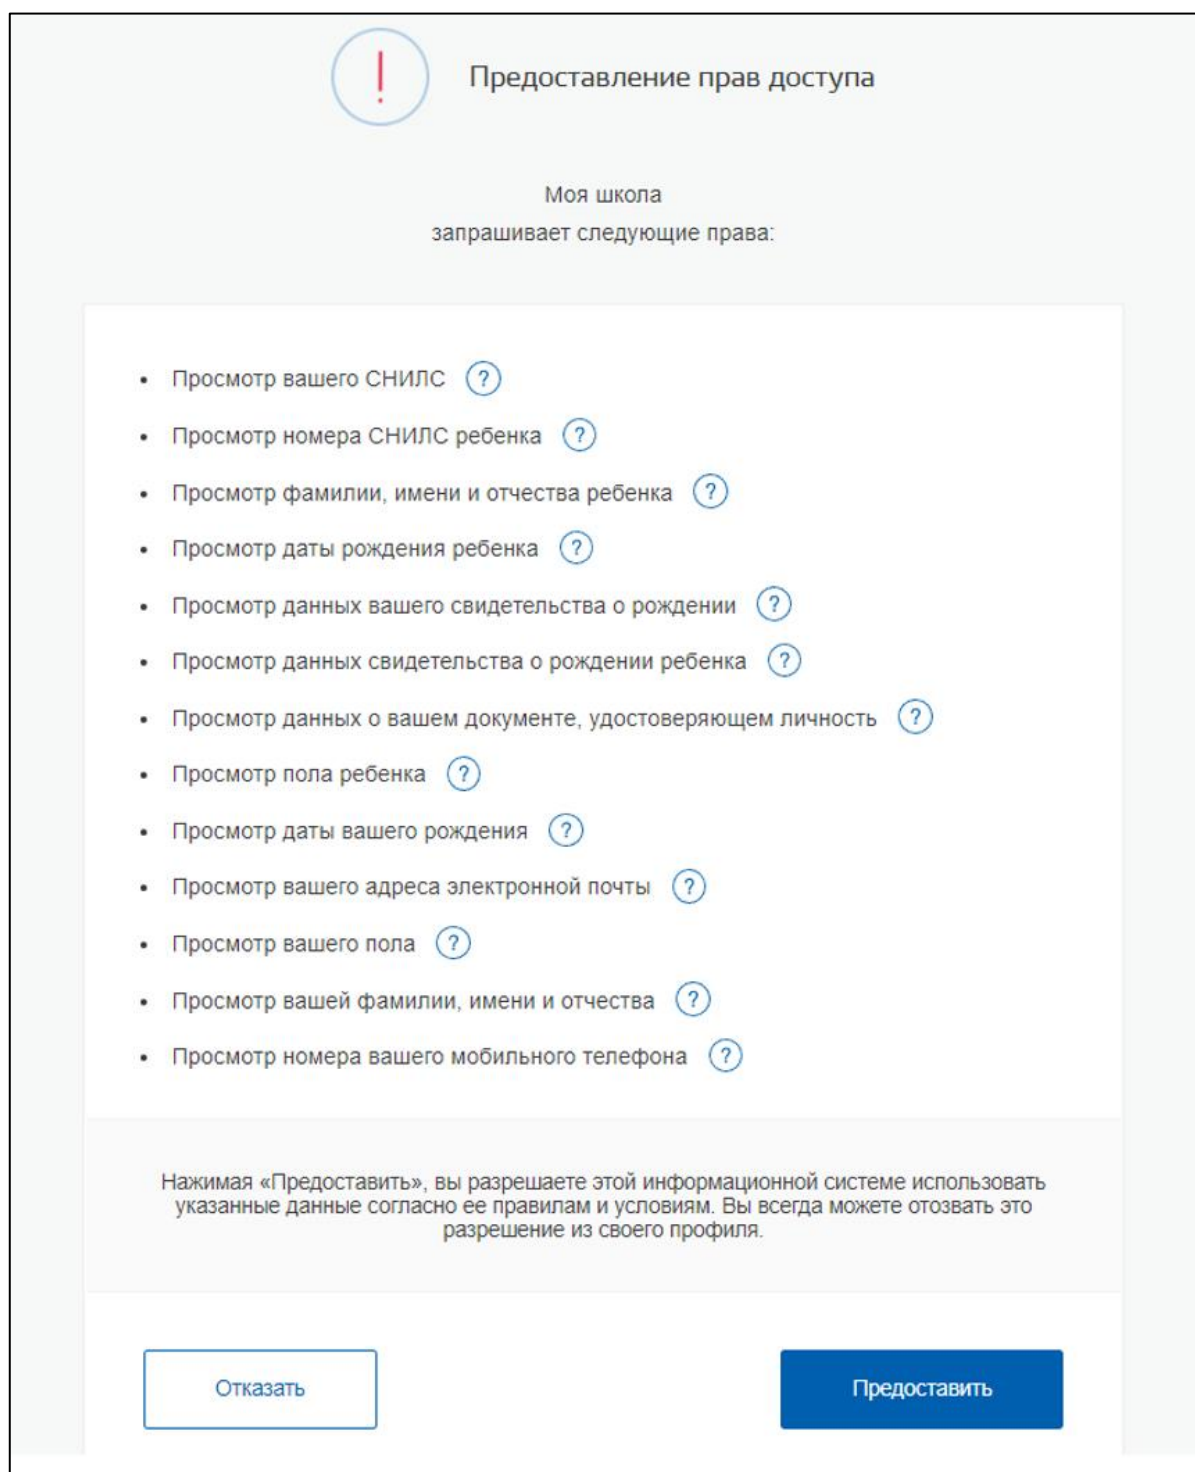 Предоставление прав доступа
Моя школа
запрашивает следующие права:
• Просмотр вашего СНИЛС ?
• Просмотр номера СНИЛС ребенка ?
• Просмотр фамилии, имени и отчества ребенка ?
• Просмотр даты рождения ребенка ?
• Просмотр данных вашего свидетельства о рождении ?
• Просмотр данных свидетельства о рождении ребенка ?
• Просмотр данных о вашем документе, удостоверяющем личность ?
• Просмотр пола ребенка ?
• Просмотр даты вашего рождения ?
• Просмотр вашего адреса электронной почты ?
• Просмотр вашего пола ?
• Просмотр вашей фамилии, имени и отчества ?
• Просмотр номера вашего мобильного телефона ?
Нажимая «Предоставить», вы разрешаете этой информационной системе использовать
указанные данные согласно ее правилам и условиям. Вы всегда можете отозвать это
разрешение из своего профиля.
Отказать
Предоставить